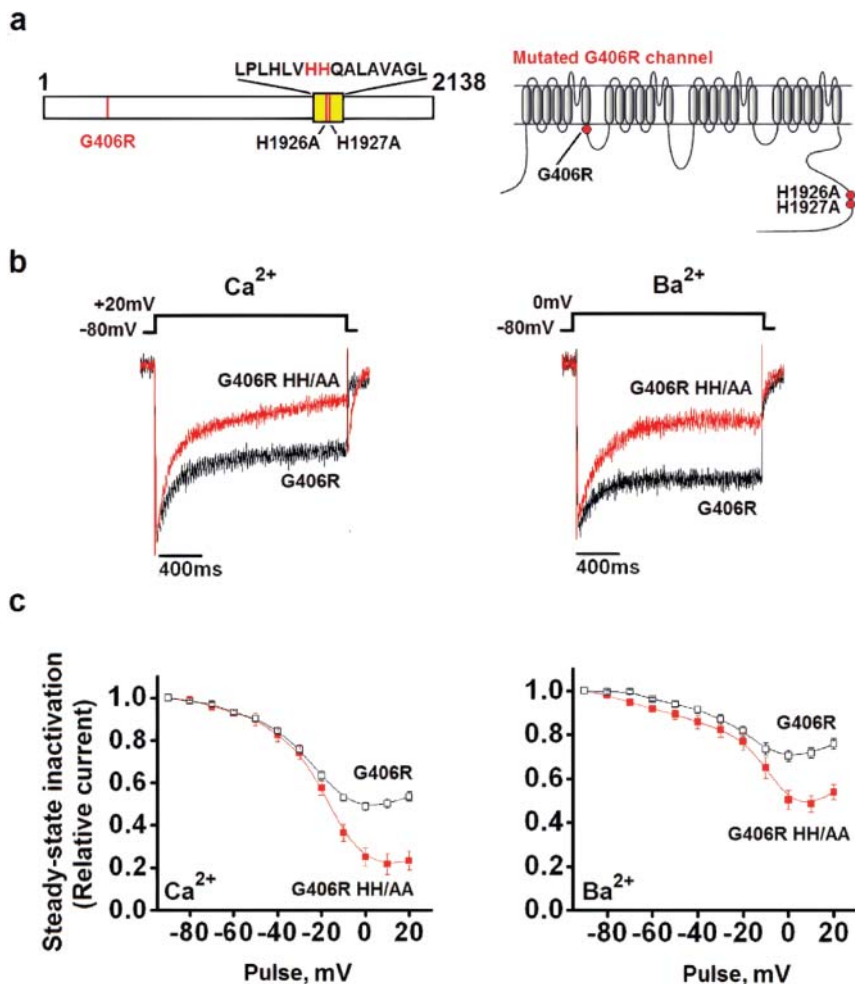 a
LPLHLVHHQALAVAGL
1
2138
G406R
H1926A
H1927A
Mutated G406R channel
G406R
H1926A
H1927A
b
Ca2+
+20mV
-80mV
G406R HH/AA
G406R
400ms
Ba2+
0mV
-80mV
G406R HH/AA
G406R
400ms
c
Steady-state inactivation
(Relative current)
1.0
0.8
0.6
0.4
0.2
0.0
G406R
G406R HH/AA
Ca2+
-80 -60 -40 -20 0 20
Pulse, mV
1.0
0.8
0.6
0.4
0.2
0.0
G406R
G406R HH/AA
Ba2+
-80 -60 -40 -20 0 20
Pulse, mV